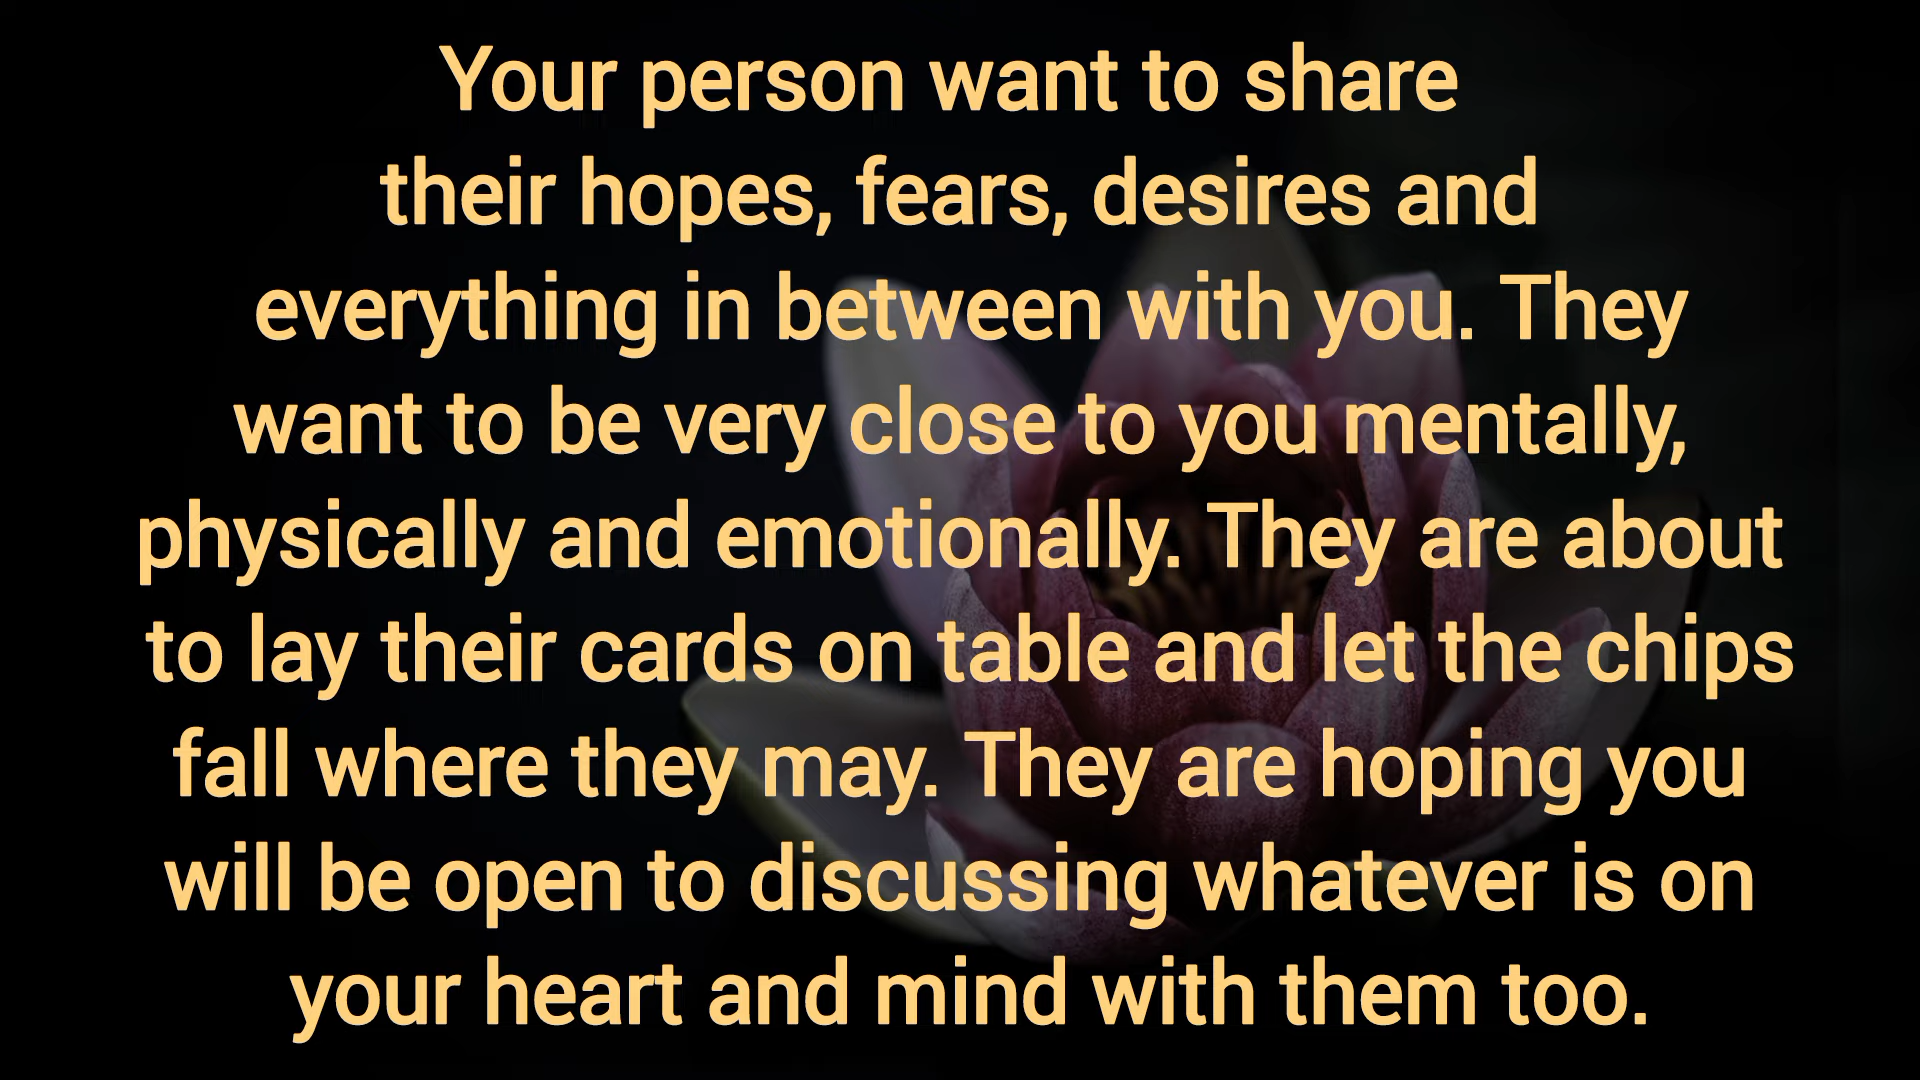 Your person want to share
their hopes, fears, desires and
everything in between with you. They
want to be very close to you mentally,
physically and emotionally. They are about
to lay their cards on table and let the chips
fall where they may. They are hoping you
will be open to discussing whatever is on
your heart and mind with them too.